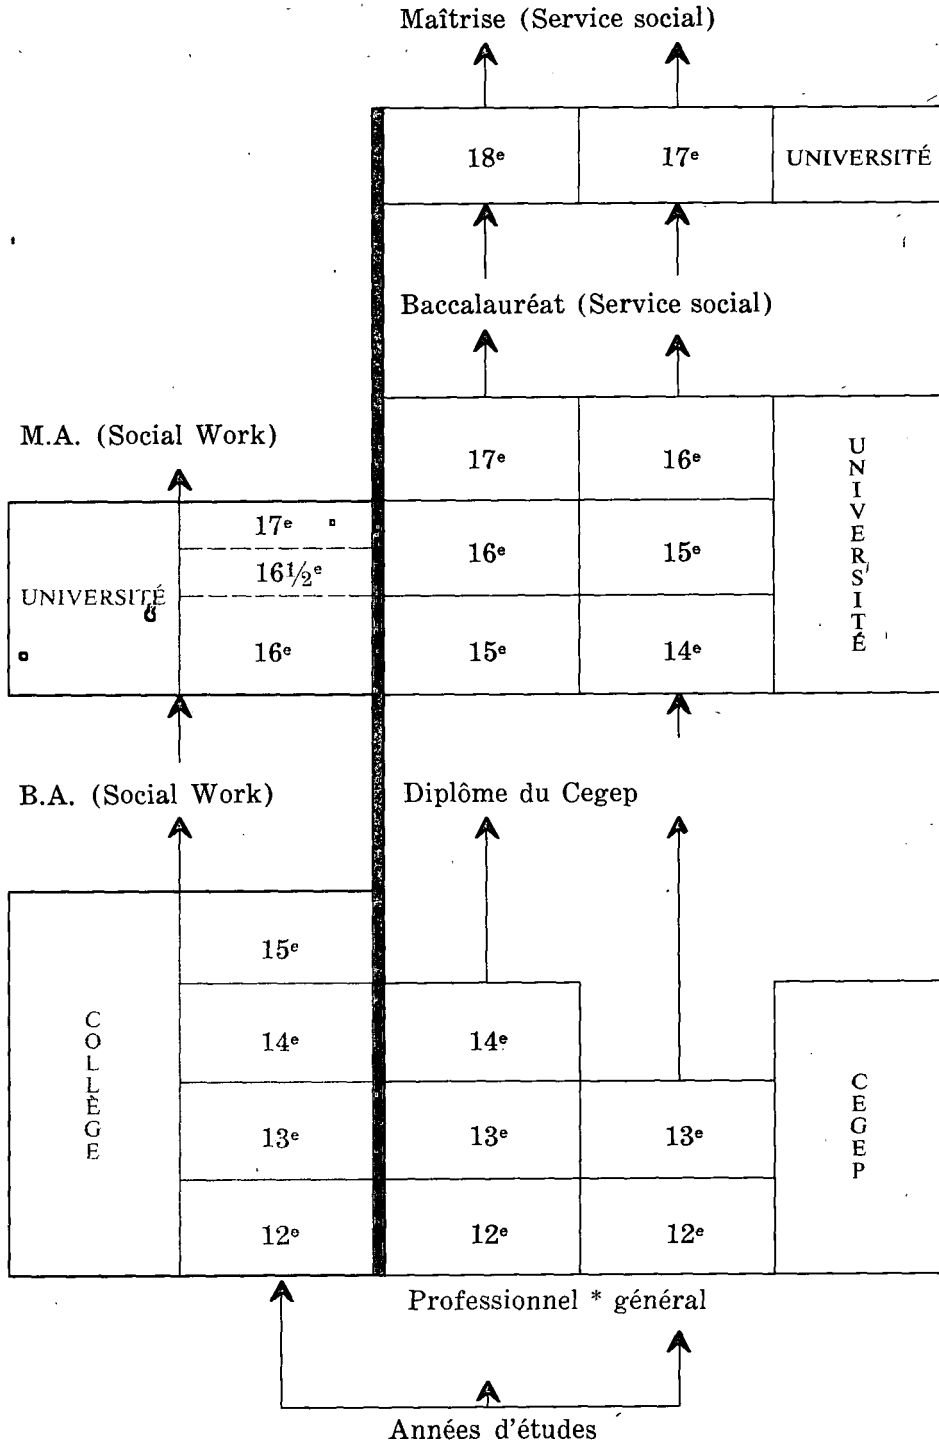 Maîtrise (Service social)
18e 17e UNIVERSITÉ
Baccalauréat (Service social)
M.A. (Social Work)
17e 16e UNIVERSITÉ
17e
16½e
16e 15e
UNIVERSITÉ
16e 15e 14e
B.A. (Social Work) Diplôme du Cegep
15e
COLLÈGE
14e 14e
CEGEP
13e 13e 13e
12e 12e 12e
Professionnel * général
Années d'études